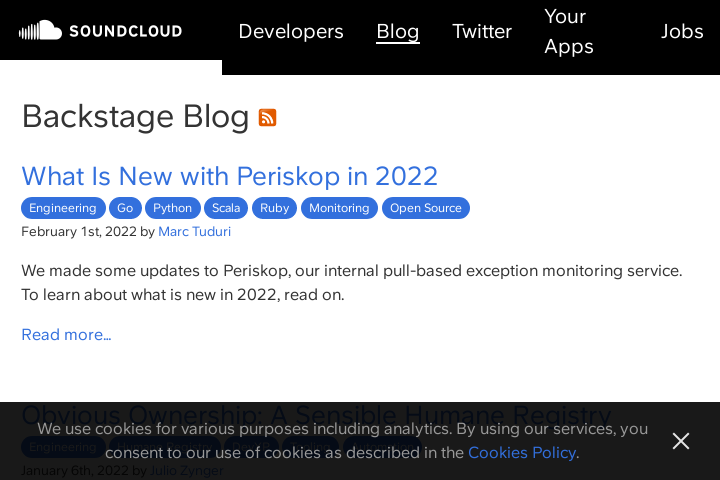 SOUNDCLOUD
Developers
Blog
Twitter
Your
Apps
Jobs
Backstage Blog
What Is New with Periskop in 2022
Engineering Go Python Scala Ruby Monitoring Open Source
February 1st, 2022 by Marc Tuduri
We made some updates to Periskop, our internal pull-based exception monitoring service.
To learn about what is new in 2022, read on.
Read more...
Obvious Ownership: A Sensible Humane Registry
We use cookies for various purposes including analytics. By using our services, you
Engineering
consent to our use of cookies as described in the Cookies Policy.
January 6th, 2022 by Julio Zynger